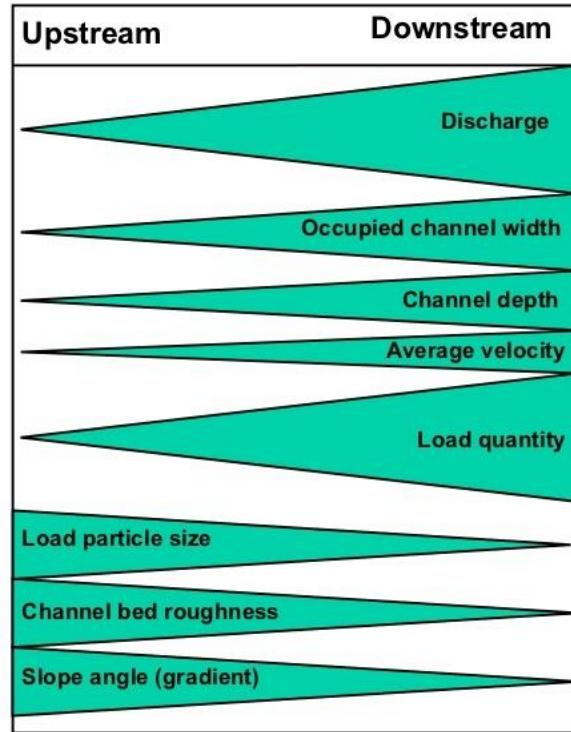 Upstream Downstream
Discharge
Occupied channel width
Channel depth
Average velocity
Load quantity
Load particle size
Channel bed roughness
Slope angle (gradient)